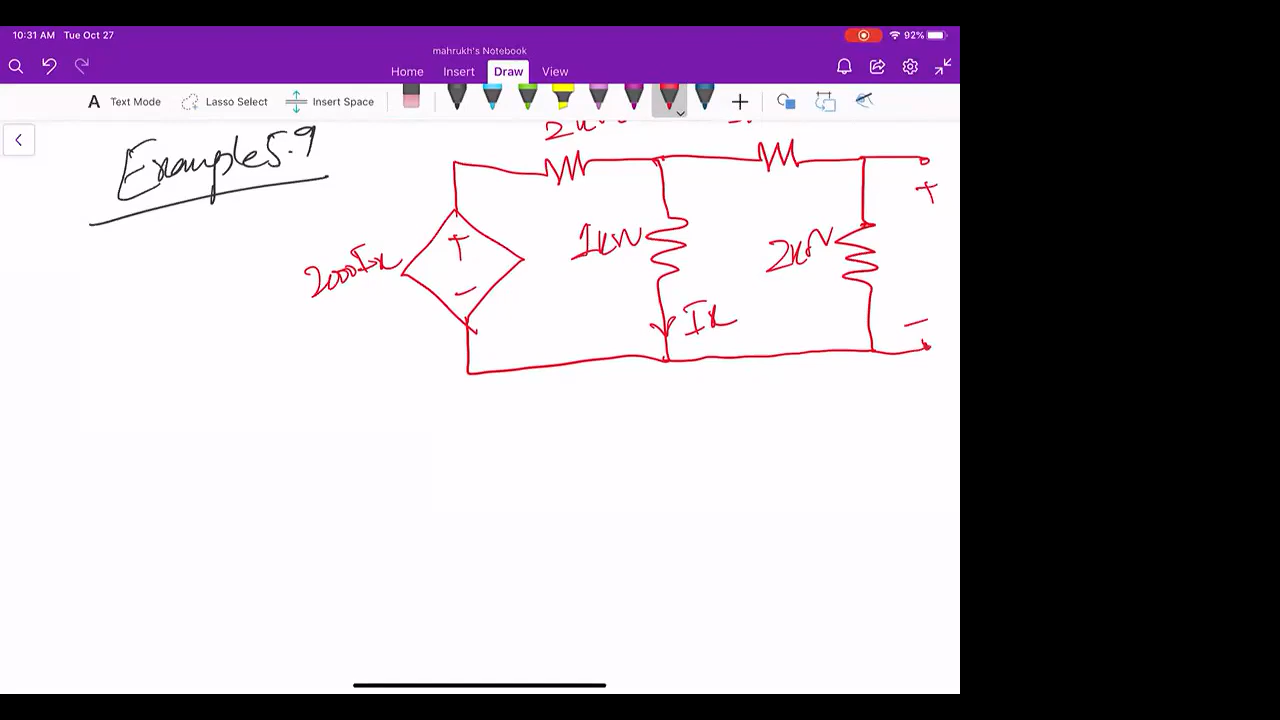 10:31 AM Tue Oct 27
92%
mahrukh's Notebook
Home Insert Draw View
Text Mode Lasso Select Insert Space
Example 5.9
1kΩ
2kΩ
2000Ix
Ix
+
-
+
-